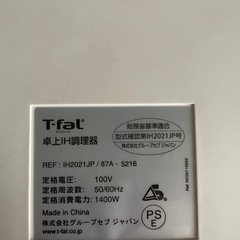 T-fal
卓上IH調理器
総務省基準適合
型式確認第IH2021JP号
株式会社グループセブ ジャパン
REF : IH2021JP / 87A - 5216
定格電圧: 100V
定格周波数: 50/60Hz
定格消費電力: 1400W
Made in China
株式会社グループセブ ジャパン
www.t-fal.co.jp
PS
E